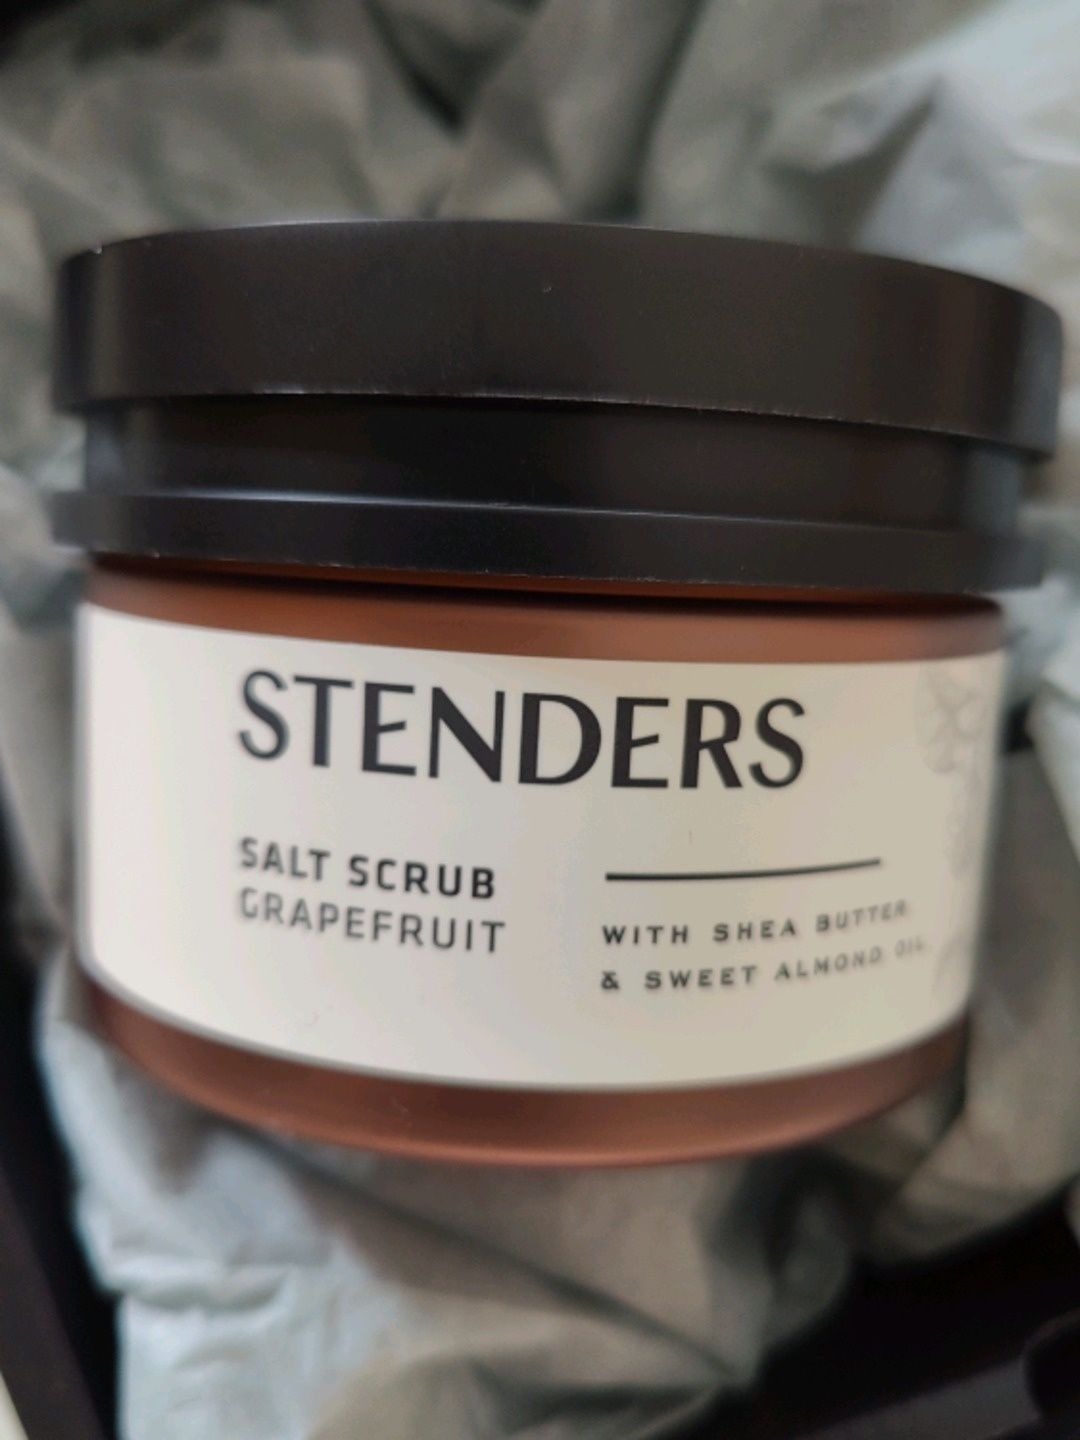 STENDERS
SALT SCRUB
GRAPEFRUIT
WITH SHEA BUTTER
& SWEET ALMOND OIL